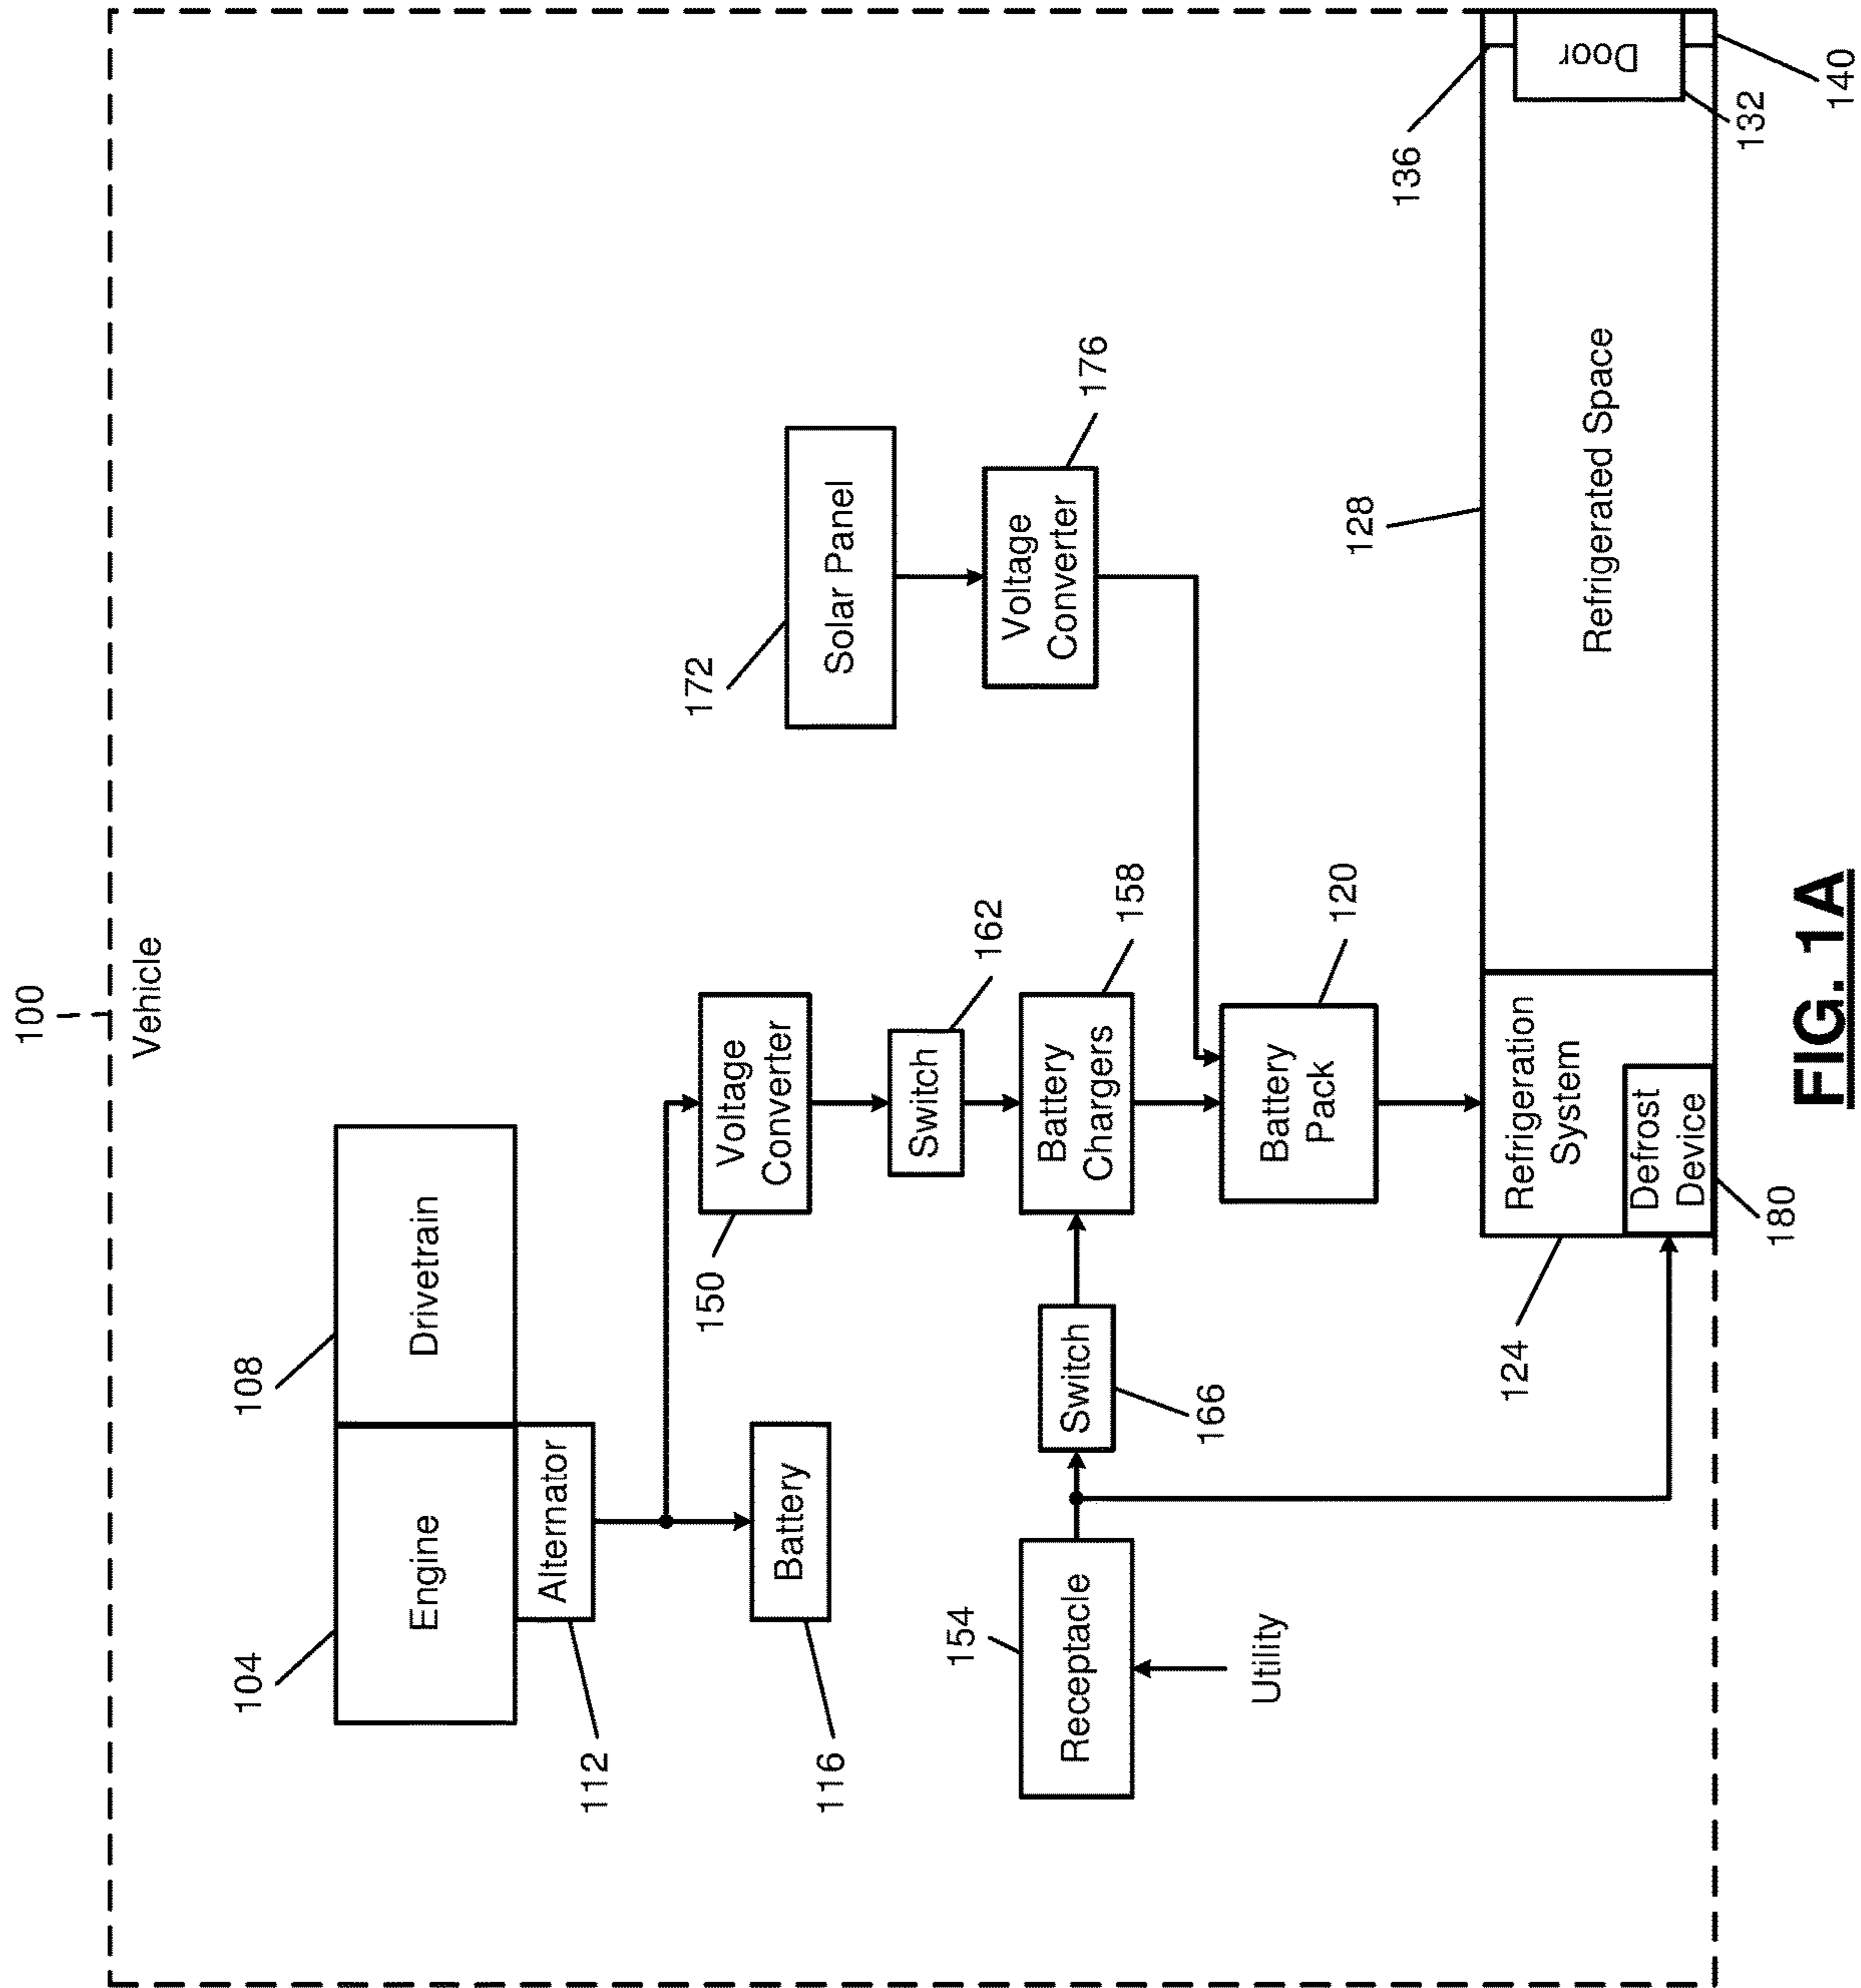 100
Vehicle
104
108
Engine
Drivetrain
Alternator
112
116
Battery
150
Voltage
Converter
162
Switch
172
Solar Panel
176
Voltage
Converter
154
Receptacle
Utility
Switch
166
158
Battery
Chargers
120
Battery
Pack
128
136
124
Refrigeration
System
Defrost
Device
180
Refrigerated Space
Door
132
140
FIG. 1A